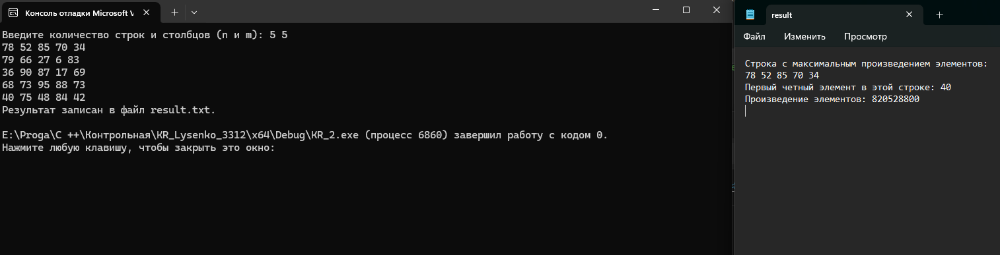 Консоль отладки Microsoft V
Введите количество строк и столбцов (n и m): 5 5
78 52 85 70 34
79 66 27 6 83
36 90 87 17 69
68 73 95 88 73
40 75 48 84 42
Результат записан в файл result.txt.
E:\Proga\C ++\Контрольная\KR_Lysenko_3312\x64\Debug\KR_2.exe (процесс 6860) завершил работу с кодом 0.
Нажмите любую клавишу, чтобы закрыть это окно:
result
Файл Изменить Просмотр
Строка с максимальным произведением элементов:
78 52 85 70 34
Первый четный элемент в этой строке: 40
Произведение элементов: 820528800